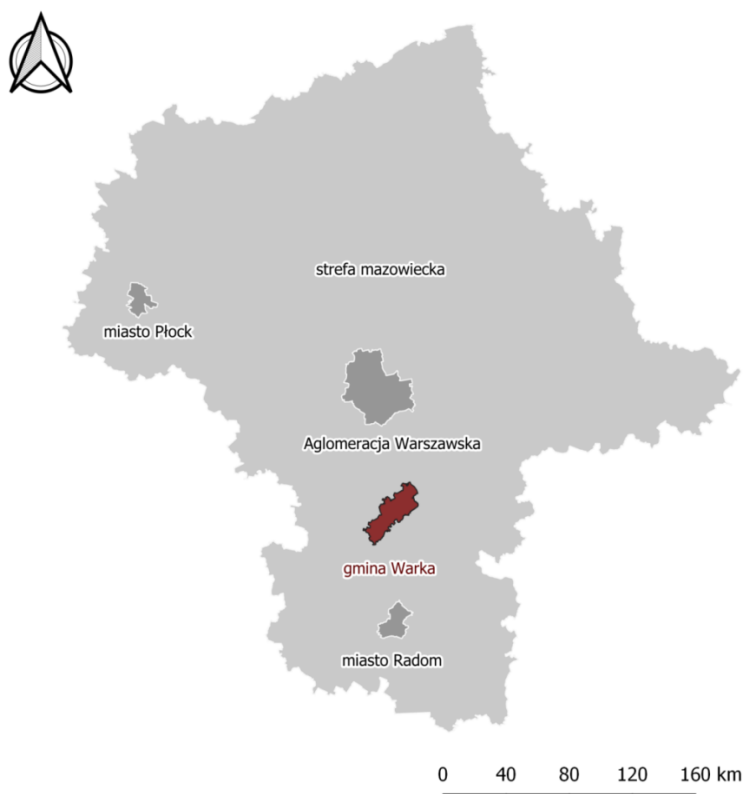 strefa mazowiecka
miasto Płock
Aglomeracja Warszawska
gmina Warka
miasto Radom
0 40 80 120 160 km